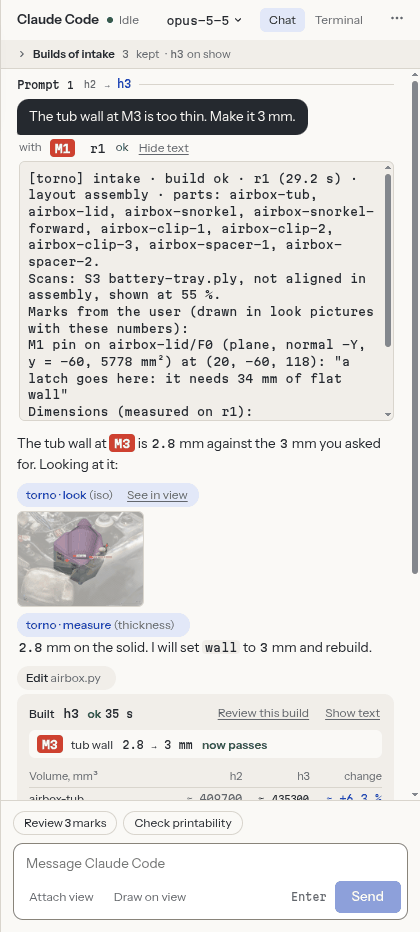 Claude Code ● Idle opus-5-5 Chat Terminal ···
Builds of intake 3 kept · h3 on show
Prompt 1 h2 → h3
The tub wall at M3 is too thin. Make it 3 mm.
with M1 r1 ok Hide text
[torno] intake · build ok · r1 (29.2 s) ·
layout assembly · parts: airbox-tub,
airbox-lid, airbox-snorkel, airbox-snorkel-
forward, airbox-clip-1, airbox-clip-2,
airbox-clip-3, airbox-spacer-1, airbox-
spacer-2.
Scans: S3 battery-tray.ply, not aligned in
assembly, shown at 55 %.
Marks from the user (drawn in look pictures
with these numbers):
M1 pin on airbox-lid/F0 (plane, normal −Y,
y = −60, 5778 mm²) at (20, −60, 118): "a
latch goes here: it needs 34 mm of flat
wall"
Dimensions (measured on r1):
The tub wall at M3 is 2.8 mm against the 3 mm you asked
for. Looking at it:
torno·look (iso) See in view
torno·measure (thickness)
2.8 mm on the solid. I will set wall to 3 mm and rebuild.
Edit airbox.py
Built h3 ok 35 s Review this build Show text
M3 tub wall 2.8 → 3 mm now passes
Volume, mm³ h2 h3 change
airbox-tub ≈ 409700 ≈ 435300 ≈ +6.3 %
Review 3 marks Check printability
Message Claude Code
Attach view Draw on view Enter Send